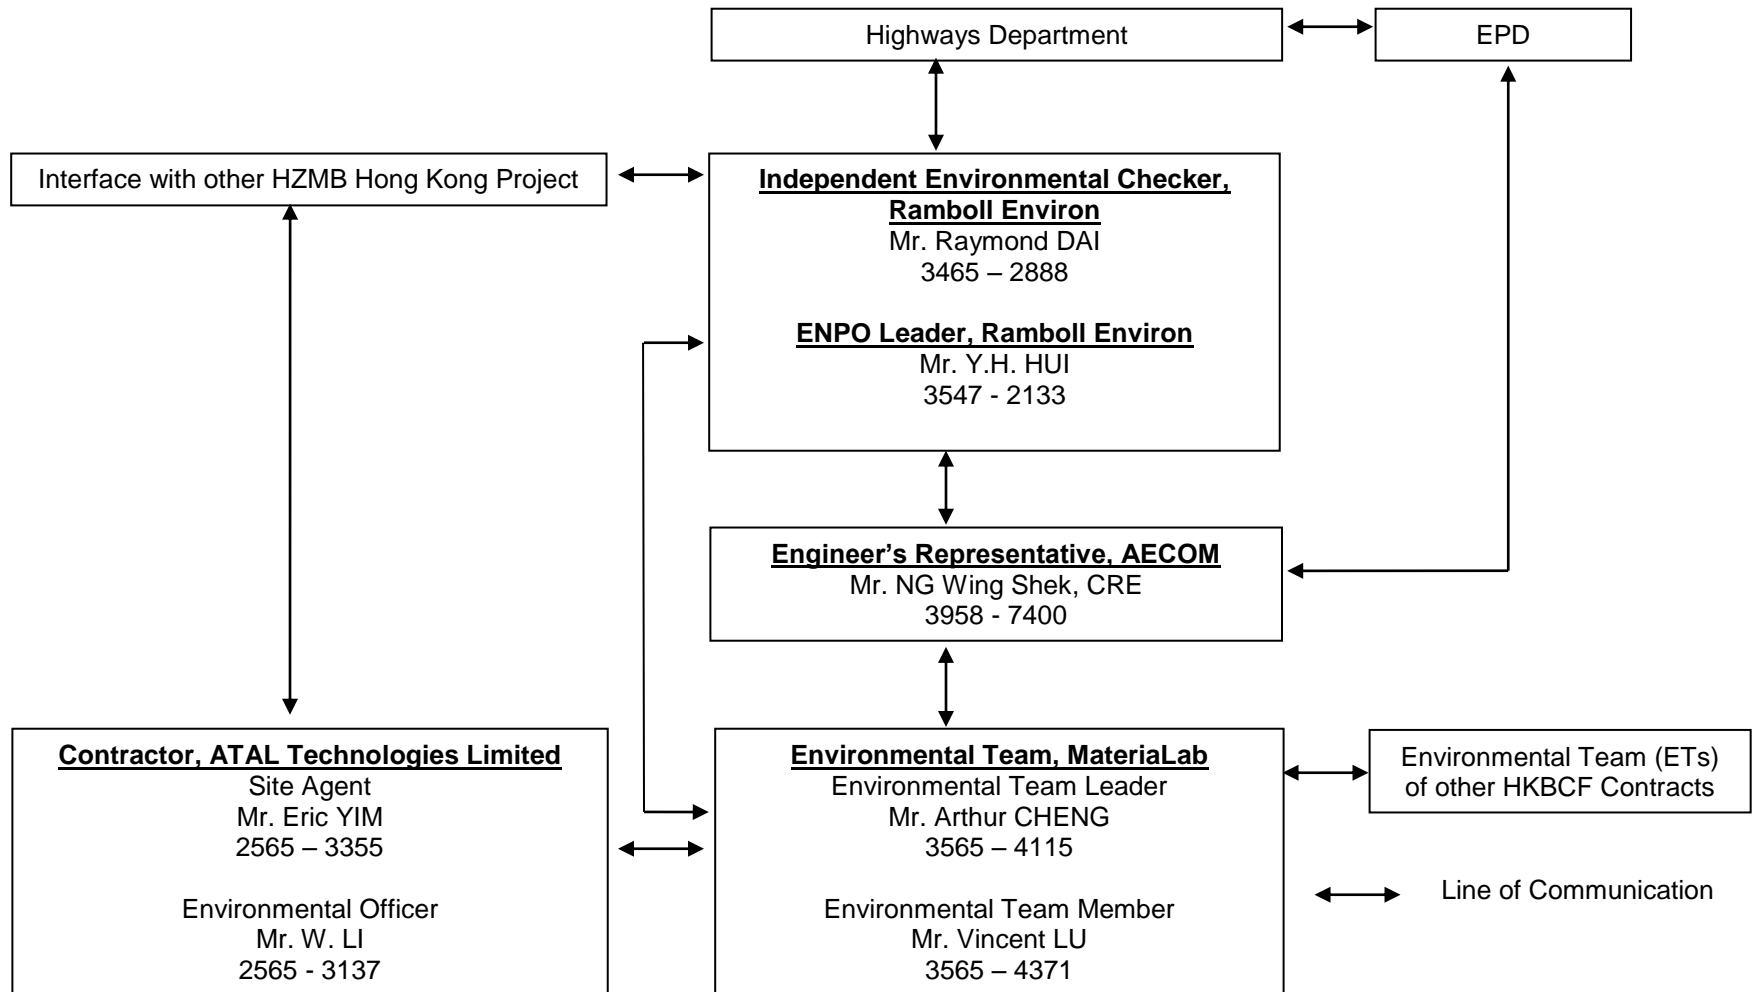 Highways Department
EPD
Interface with other HZMB Hong Kong Project
Independent Environmental Checker,
Ramboll Environ
Mr. Raymond DAI
3465 – 2888
ENPO Leader, Ramboll Environ
Mr. Y.H. HUI
3547 - 2133
Engineer’s Representative, AECOM
Mr. NG Wing Shek, CRE
3958 - 7400
Contractor, ATAL Technologies Limited
Site Agent
Mr. Eric YIM
2565 – 3355
Environmental Officer
Mr. W. LI
2565 - 3137
Environmental Team, MateriaLab
Environmental Team Leader
Mr. Arthur CHENG
3565 – 4115
Environmental Team Member
Mr. Vincent LU
3565 – 4371
Environmental Team (ETs)
of other HKBCF Contracts
Line of Communication